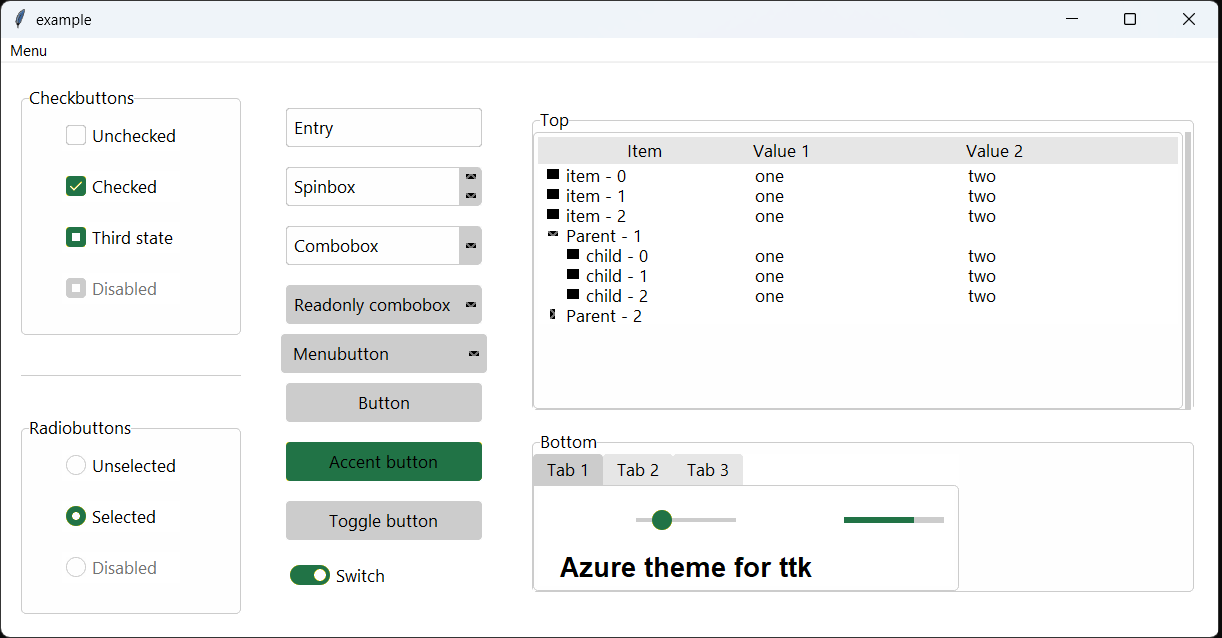 example
Menu
Checkbuttons
Unchecked
Checked
Third state
Disabled
Radiobuttons
Unselected
Selected
Disabled
Entry
Spinbox
Combobox
Readonly combobox
Menubutton
Button
Accent button
Toggle button
Switch
Top
Item Value 1 Value 2
item - 0 one two
item - 1 one two
item - 2 one two
Parent - 1
child - 0 one two
child - 1 one two
child - 2 one two
Parent - 2
Bottom
Tab 1 Tab 2 Tab 3
Azure theme for ttk